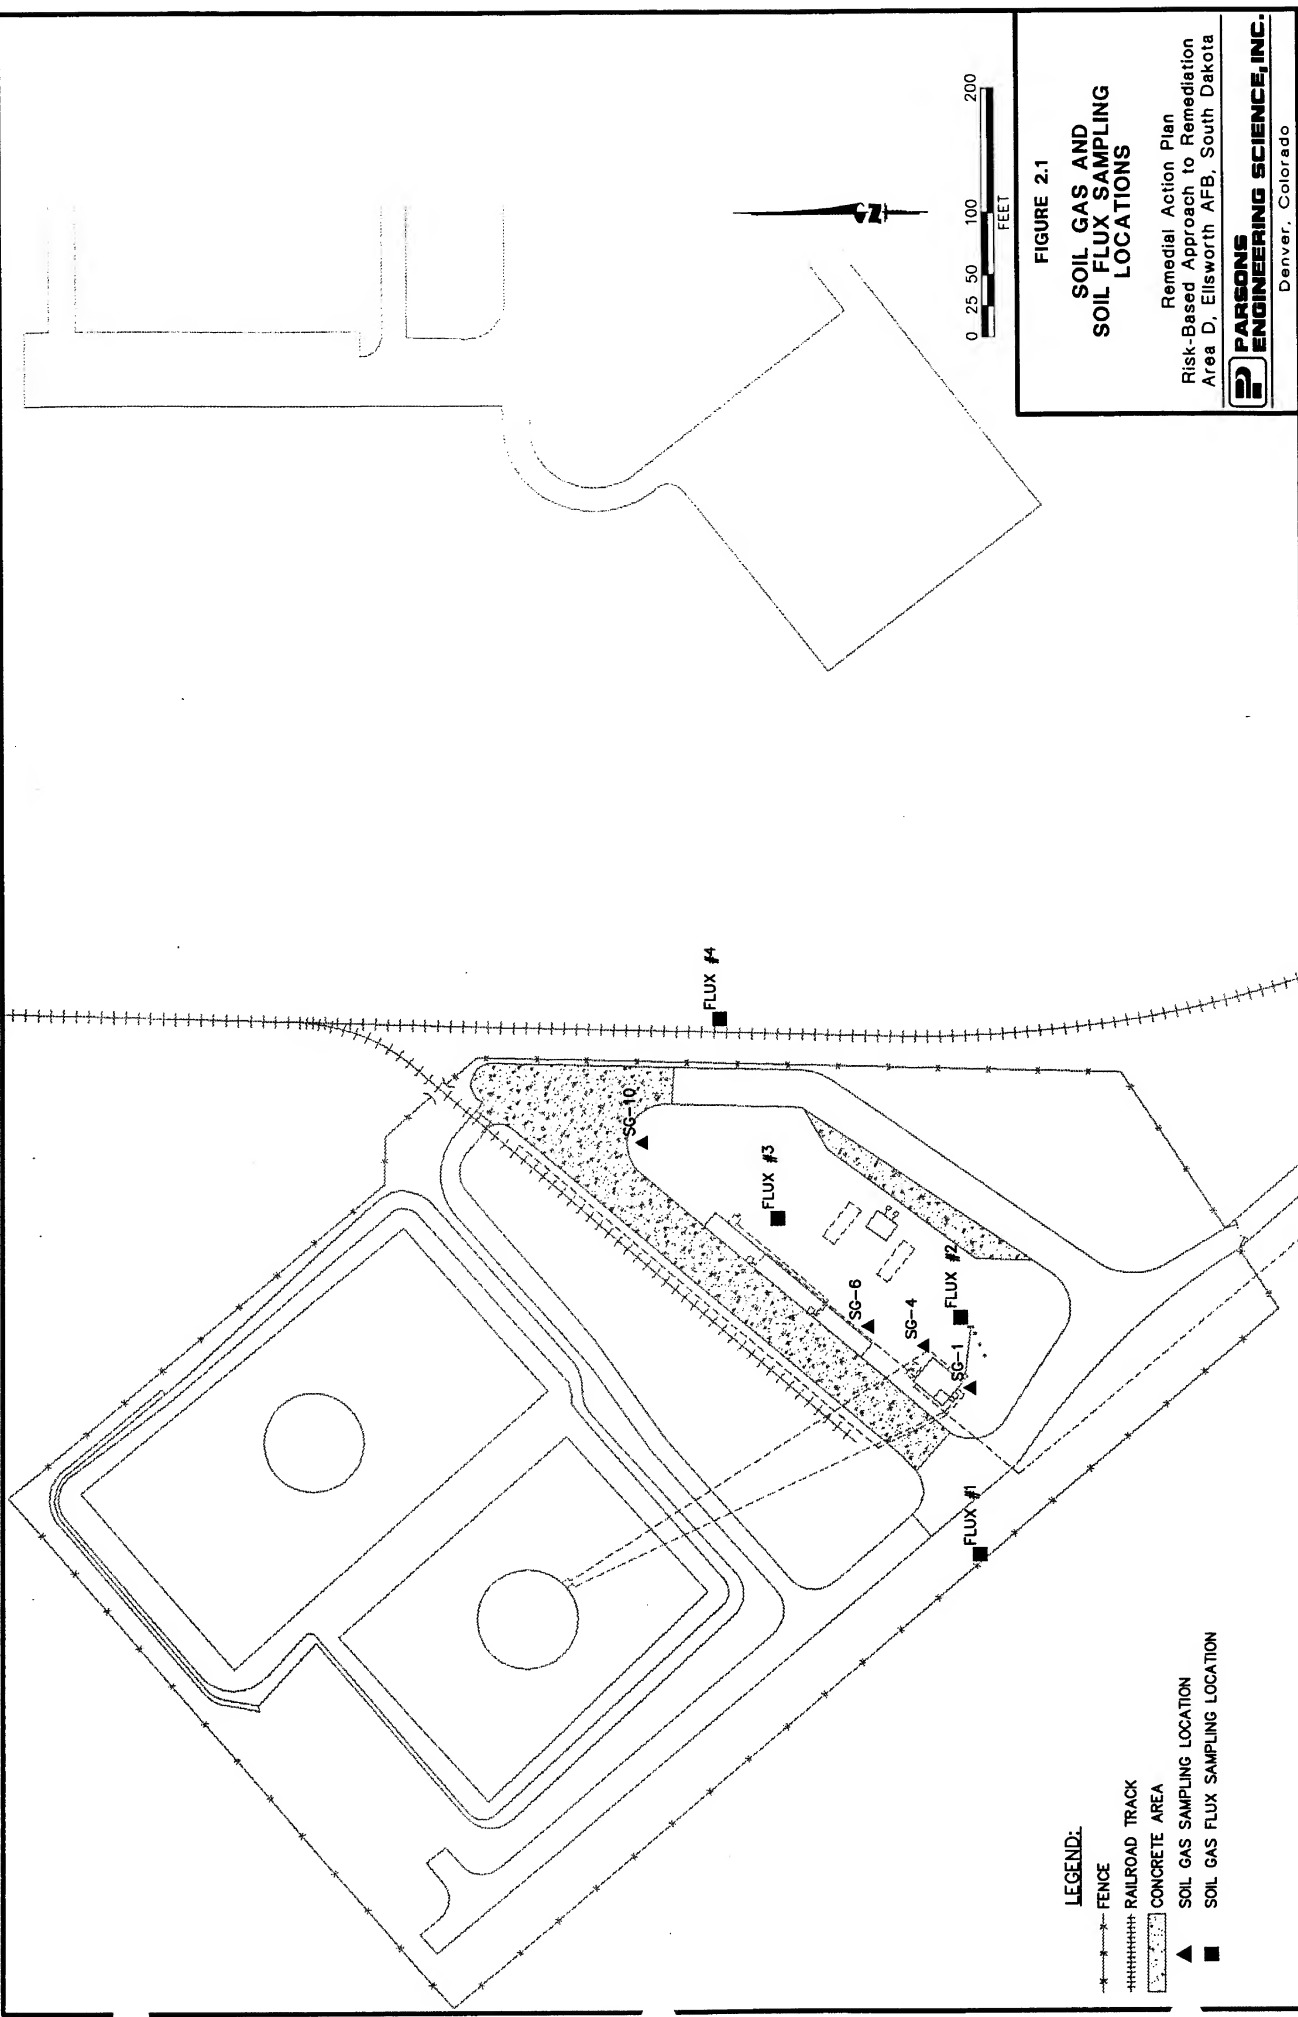 FLUX #4
SG-10
FLUX #3
SG-6
SG-4
FLUX #2
SG-1
FLUX #1
LEGEND:
FENCE
RAILROAD TRACK
CONCRETE AREA
SOIL GAS SAMPLING LOCATION
SOIL GAS FLUX SAMPLING LOCATION
N
0 25 50 100 200
FEET
FIGURE 2.1
SOIL GAS AND
SOIL FLUX SAMPLING
LOCATIONS
Remedial Action Plan
Risk-Based Approach to Remediation
Area D, Ellsworth AFB, South Dakota
PARSONS
ENGINEERING SCIENCE, INC.
Denver, Colorado